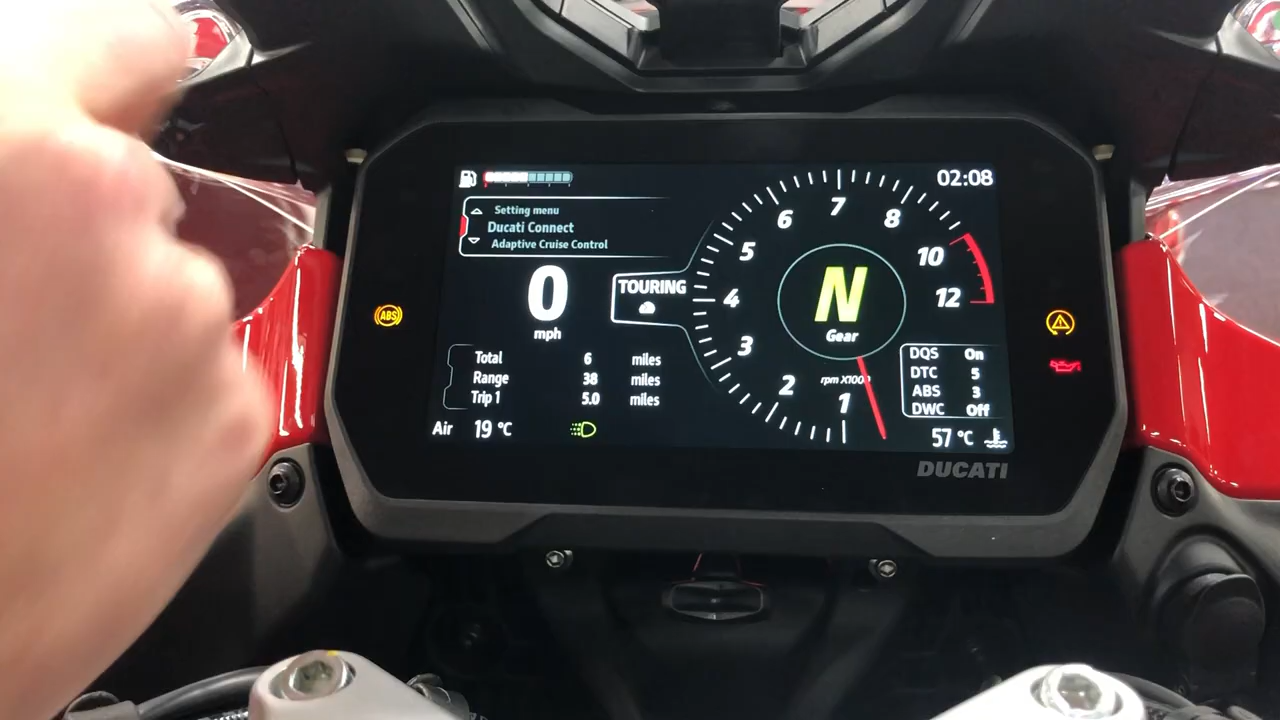 02:08
Setting menu
Ducati Connect
Adaptive Cruise Control
0
mph
TOURING
1
2
3
4
5
6
7
8
10
12
N
Gear
rpm X1000
ABS
Total 6 miles
Range 38 miles
Trip 1 5.0 miles
Air 19 °C
DQS On
DTC 5
ABS 3
DWC Off
57 °C
DUCATI